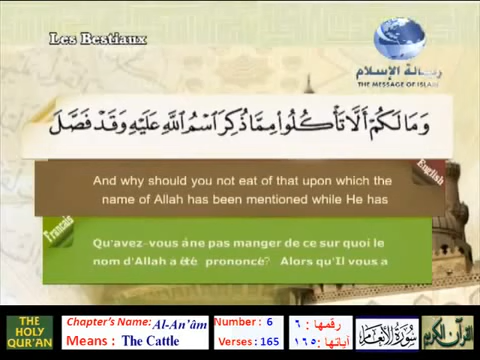 Les Bestiaux
رسالة الإسلام
THE MESSAGE OF ISLAM
وَمَا لَكُمْ أَلَّا تَأْكُلُوا۟ مِمَّا ذُكِرَ ٱسْمُ ٱللَّهِ عَلَيْهِ وَقَدْ فَصَّلَ
English
And why should you not eat of that upon which the
name of Allah has been mentioned while He has
Francais
Qu'avez-vous à ne pas manger de ce sur quoi le
nom d'Allah a été prononcé? Alors qu'Il vous a
THE HOLY QUR'AN
Chapter's Name: Al-An'âm
Means : The Cattle
Number : 6
Verses : 165
رقمها : ٦
آياتها : ١٦٥
سورة الأنعام
القرآن الكريم